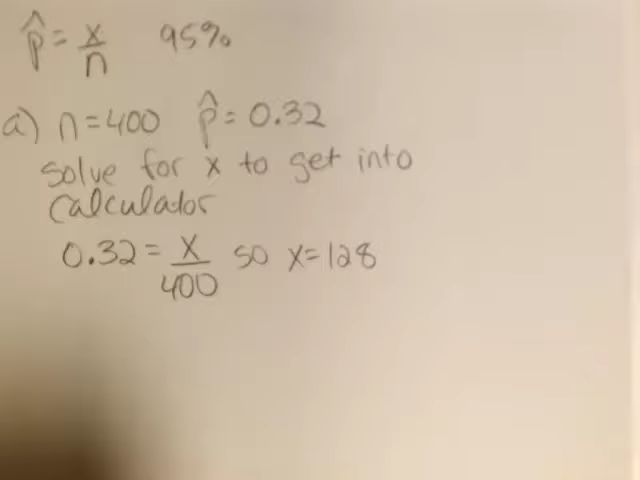 p̂ = x/n 95%
a) n = 400 p̂ = 0.32
solve for x to get into
calculator
0.32 = x/400 so x = 128